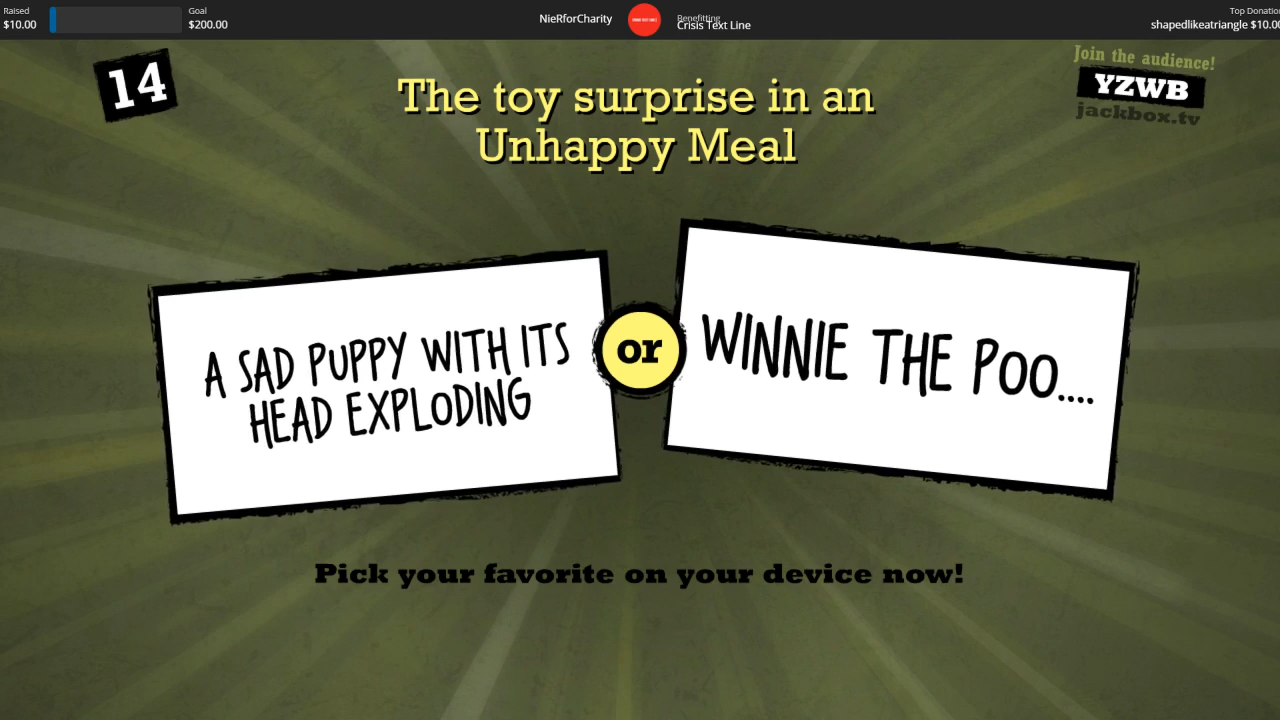 Raised
$10.00
Goal
$200.00
NieRforCharity
Benefitting
Crisis Text Line
Top Donation
shapedlikeatriangle $10.00
14
The toy surprise in an
Unhappy Meal
Join the audience!
YZWB
jackbox.tv
A SAD PUPPY WITH ITS
HEAD EXPLODING
or
WINNIE THE POO....
Pick your favorite on your device now!